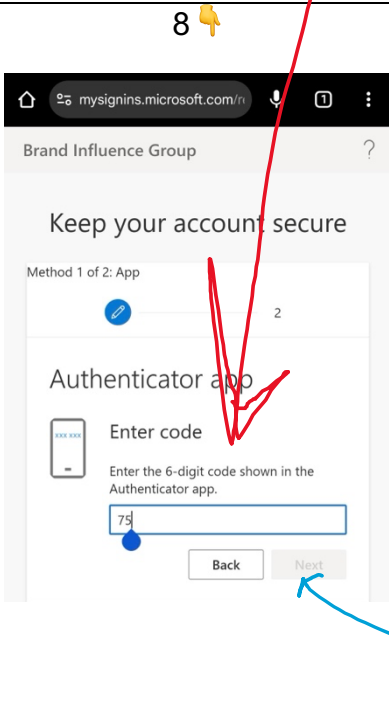 8👇
mysignins.microsoft.com/r
1
Brand Influence Group
?
Keep your account secure
Method 1 of 2: App
2
Authenticator app
xxx xxx
Enter code
Enter the 6-digit code shown in the
Authenticator app.
75
Back
Next